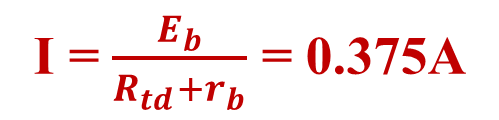 I = E_b / (R_td + r_b) = 0.375A